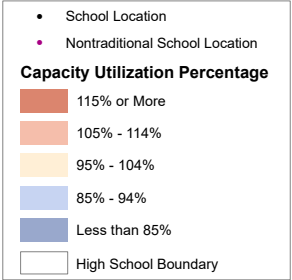 School Location
Nontraditional School Location
Capacity Utilization Percentage
115% or More
105% - 114%
95% - 104%
85% - 94%
Less than 85%
High School Boundary